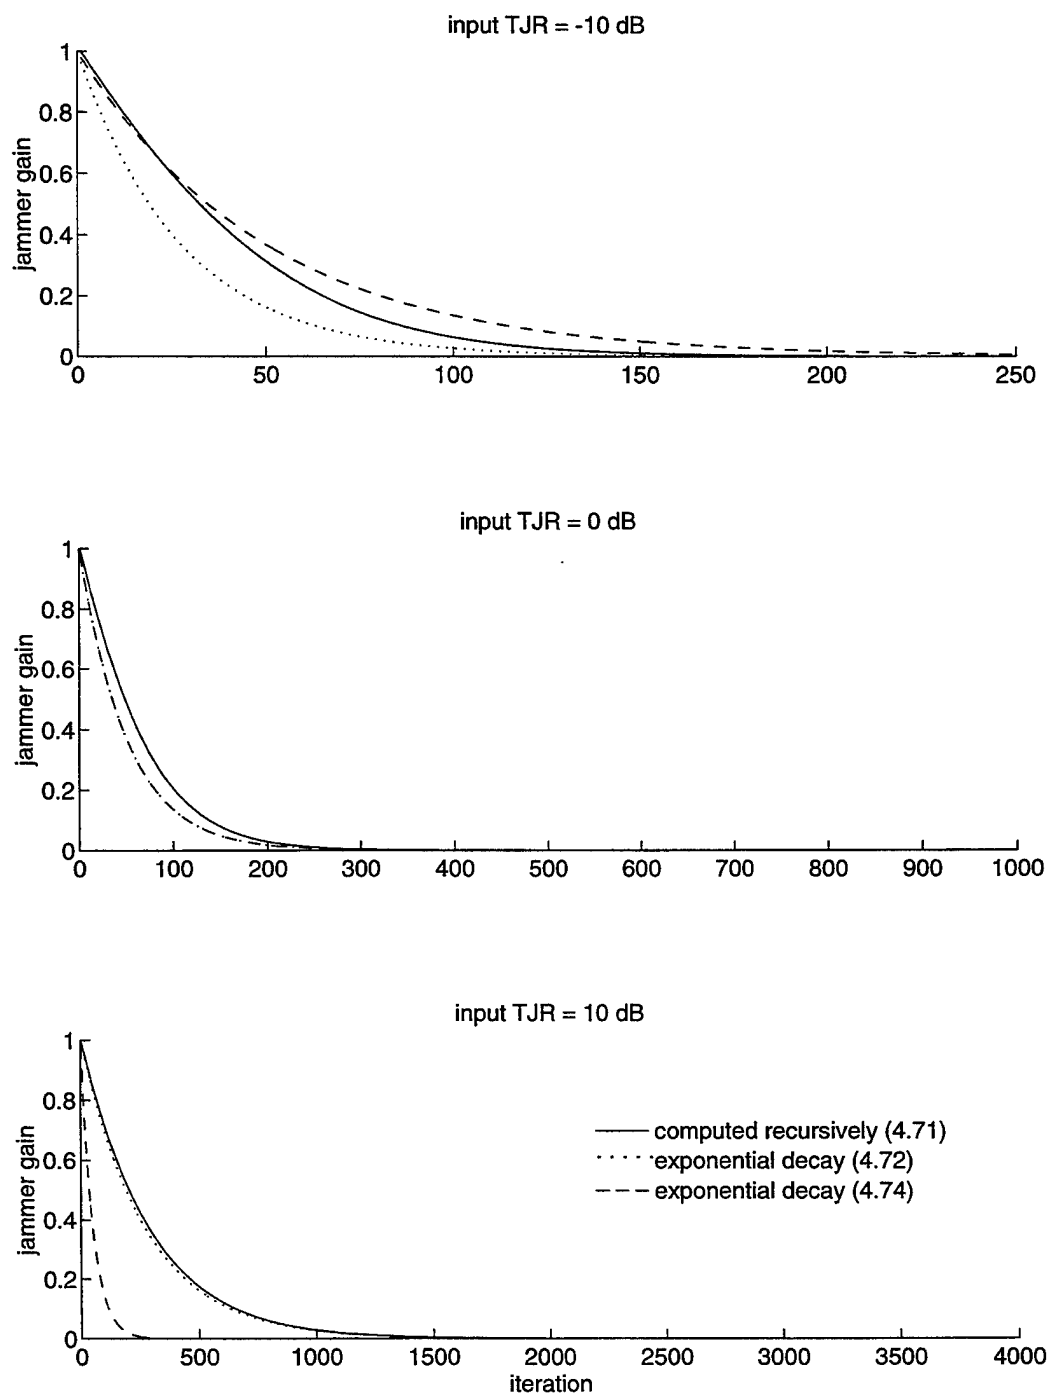 input TJR = -10 dB
1
0.8
0.6
0.4
0.2
0
jammer gain
0 50 100 150 200 250
input TJR = 0 dB
1
0.8
0.6
0.4
0.2
0
jammer gain
0 100 200 300 400 500 600 700 800 900 1000
input TJR = 10 dB
1
0.8
0.6
0.4
0.2
0
jammer gain
computed recursively (4.71)
exponential decay (4.72)
exponential decay (4.74)
0 500 1000 1500 2000 2500 3000 3500 4000
iteration